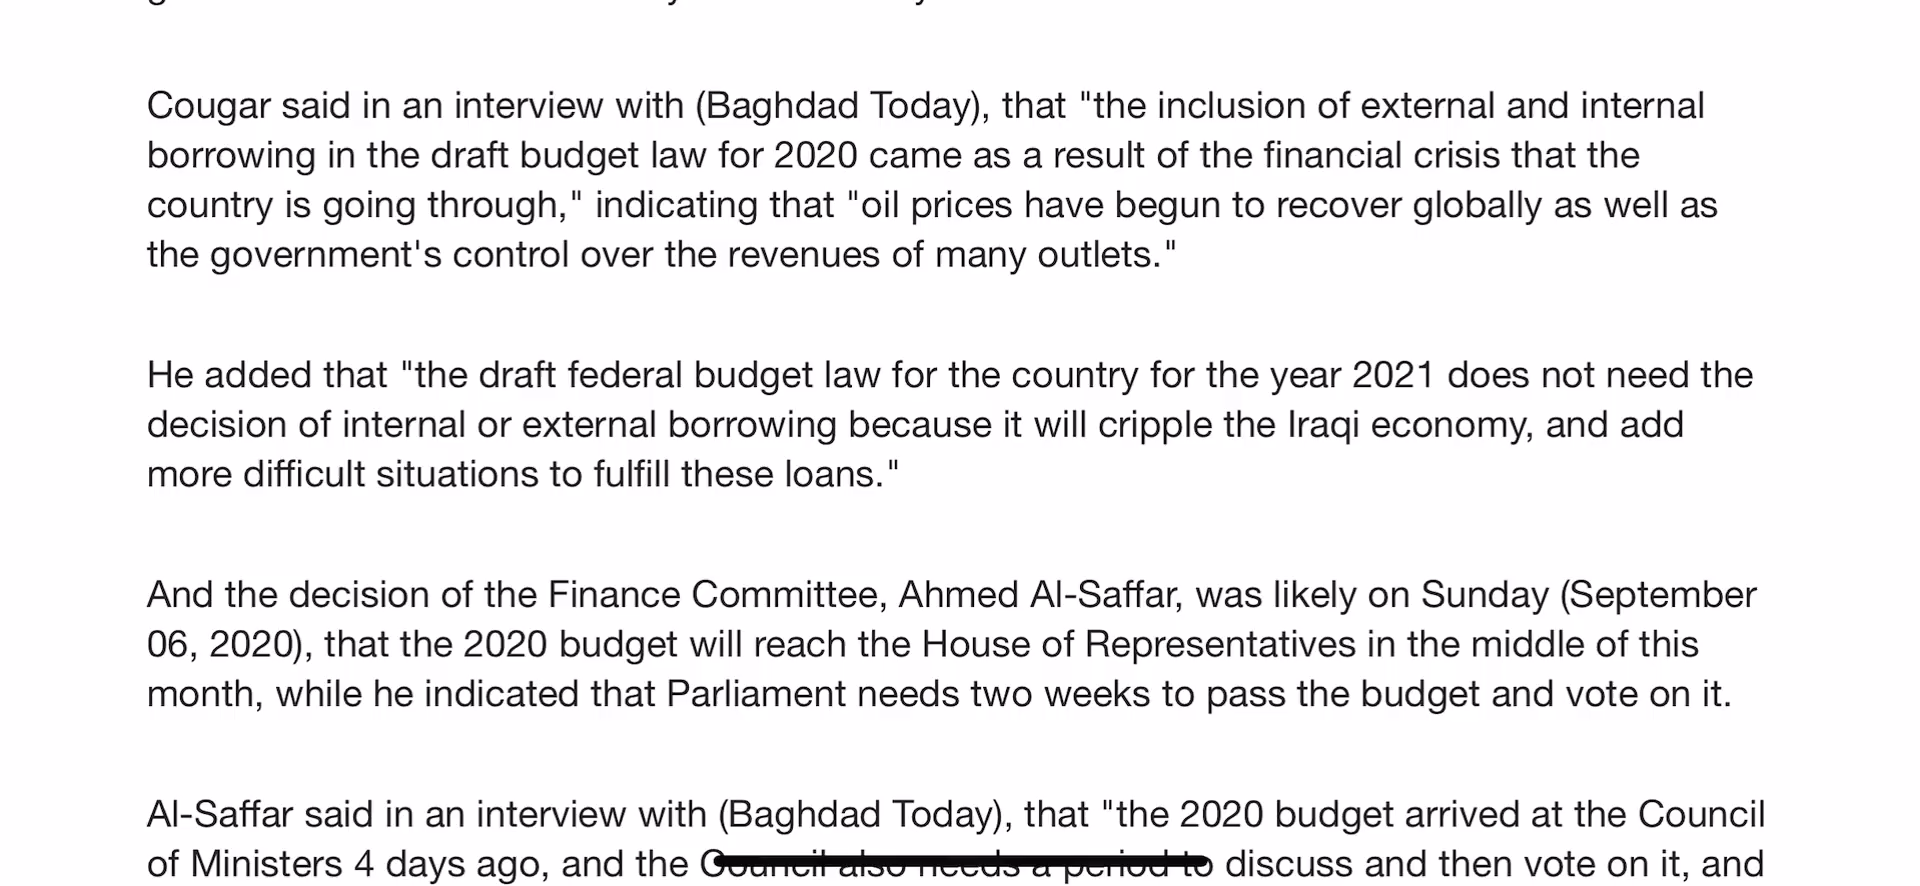 Cougar said in an interview with (Baghdad Today), that "the inclusion of external and internal
borrowing in the draft budget law for 2020 came as a result of the financial crisis that the
country is going through," indicating that "oil prices have begun to recover globally as well as
the government's control over the revenues of many outlets."
He added that "the draft federal budget law for the country for the year 2021 does not need the
decision of internal or external borrowing because it will cripple the Iraqi economy, and add
more difficult situations to fulfill these loans."
And the decision of the Finance Committee, Ahmed Al-Saffar, was likely on Sunday (September
06, 2020), that the 2020 budget will reach the House of Representatives in the middle of this
month, while he indicated that Parliament needs two weeks to pass the budget and vote on it.
Al-Saffar said in an interview with (Baghdad Today), that "the 2020 budget arrived at the Council
of Ministers 4 days ago, and the Council also needs a period to discuss and then vote on it, and